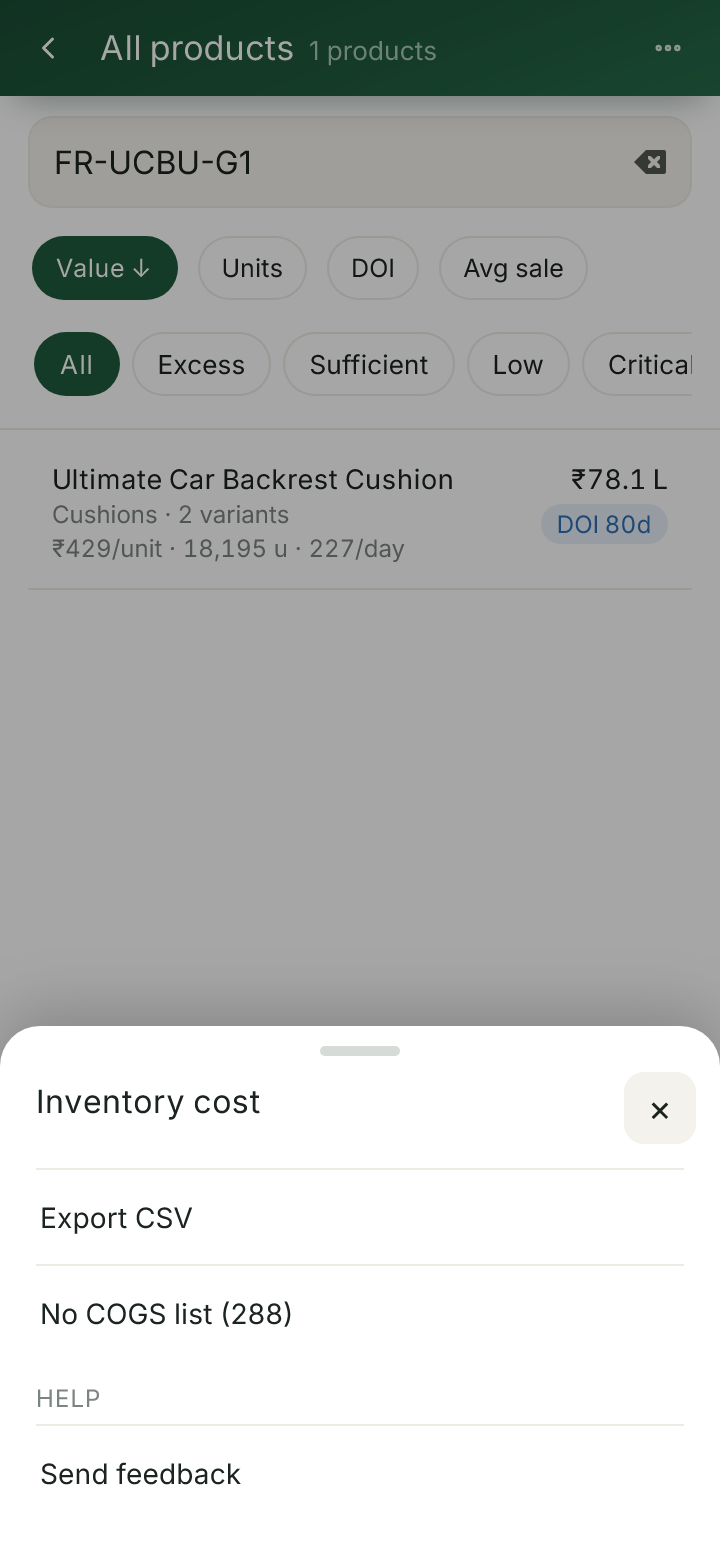 All products 1 products
FR-UCBU-G1
Value ↓ Units DOI Avg sale
All Excess Sufficient Low Critical
Ultimate Car Backrest Cushion ₹78.1 L
Cushions · 2 variants DOI 80d
₹429/unit · 18,195 u · 227/day
Inventory cost
Export CSV
No COGS list (288)
HELP
Send feedback